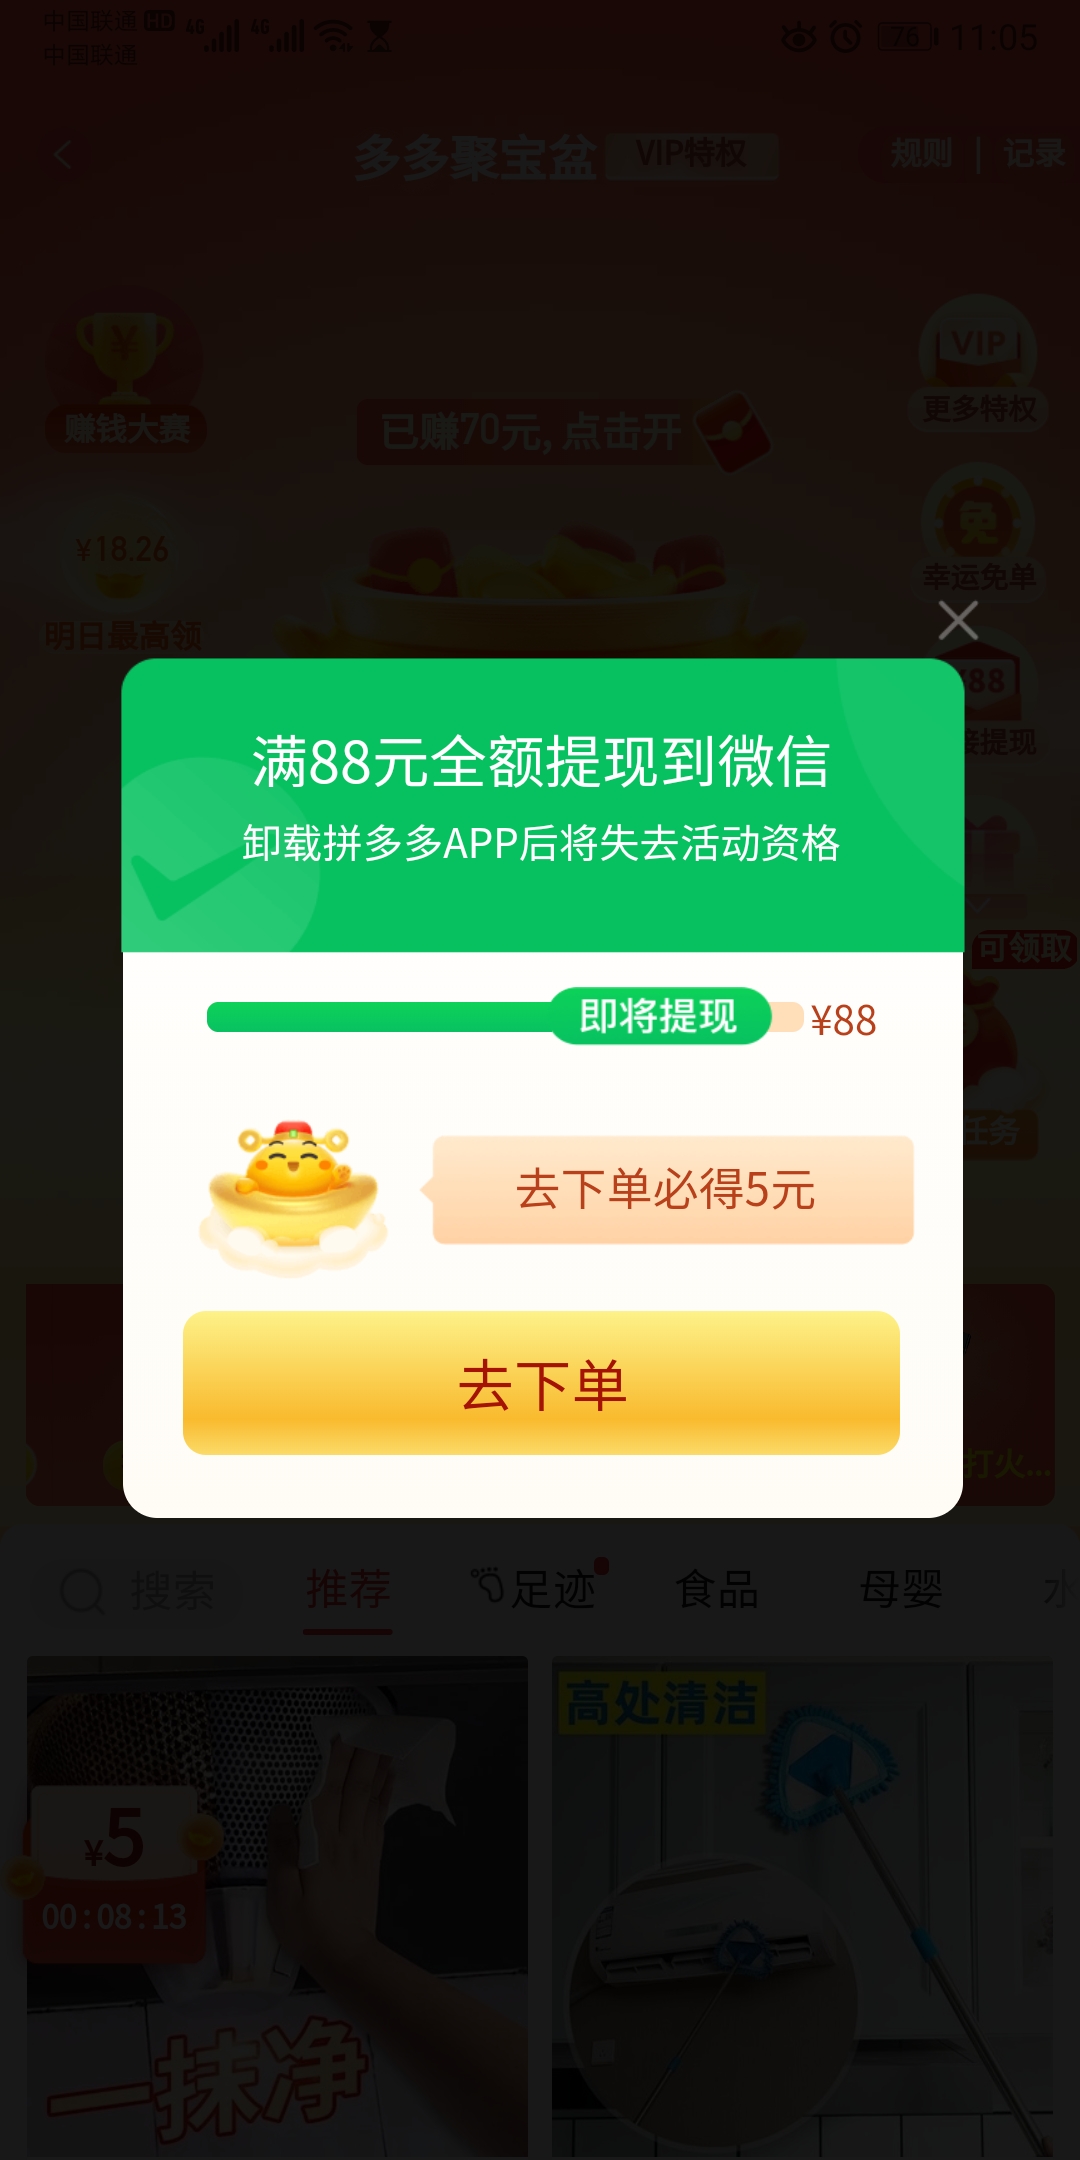 中国联通 HD 4G 4G
中国联通
76 11:05
多多聚宝盆 VIP特权
规则 | 记录
赚钱大赛
VIP
更多特权
已赚70元,点击开
¥18.26
明日最高领
免
幸运免单
88
接提现
满88元全额提现到微信
卸载拼多多APP后将失去活动资格
可领取
即将提现 ¥88
任务
去下单必得5元
去下单
打火...
搜索 推荐 足迹 食品 母婴 水
高处清洁
¥5
00:08:13
一抹净